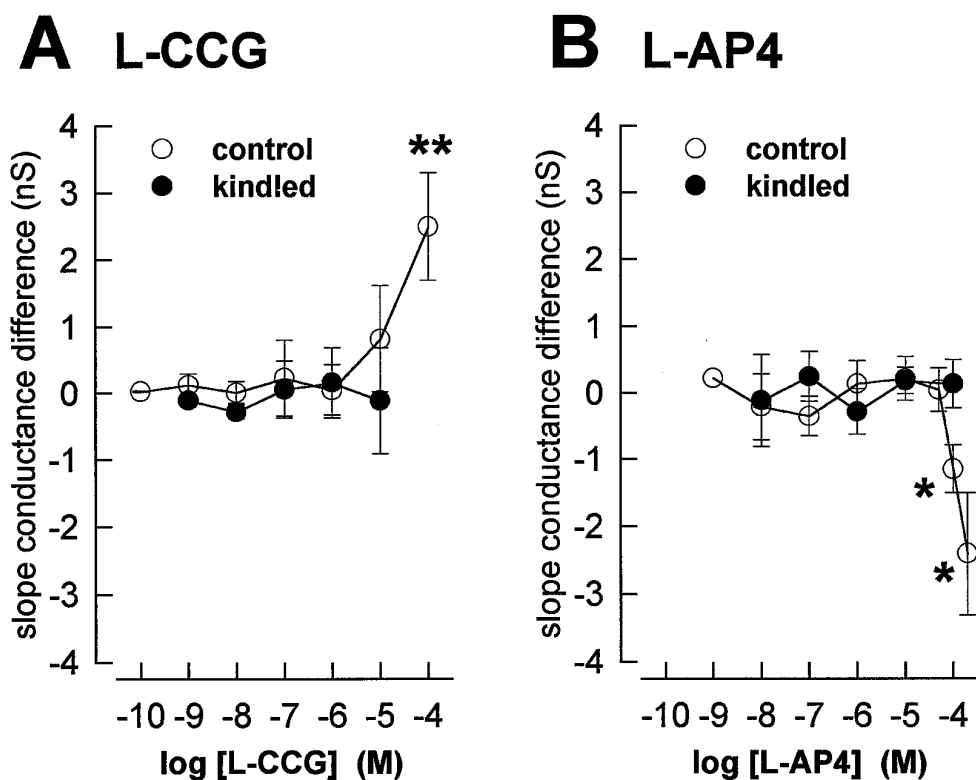 A L-CCG
slope conductance difference (nS)
4
3
2
1
0
-1
-2
-3
-4
control
kindled
**
-10 -9 -8 -7 -6 -5 -4
log [L-CCG] (M)
B L-AP4
slope conductance difference (nS)
4
3
2
1
0
-1
-2
-3
-4
control
kindled
*
*
-10 -9 -8 -7 -6 -5 -4
log [L-AP4] (M)